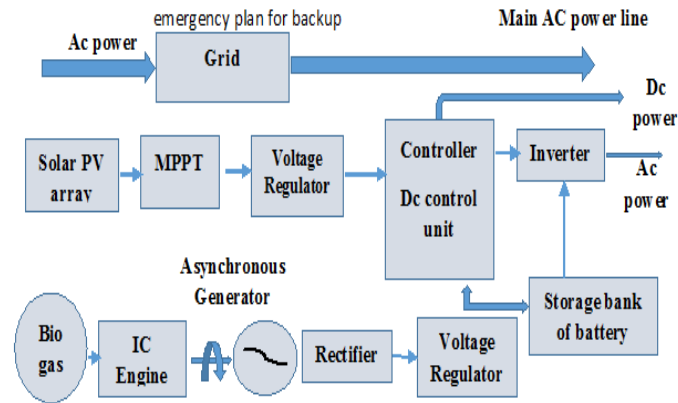 emergency plan for backup
Ac power
Grid
Main AC power line
Dc
power
Solar PV
array
MPPT
Voltage
Regulator
Controller
Dc control
unit
Inverter
Ac
power
Asynchronous
Generator
Storage bank
of battery
Bio
gas
IC
Engine
Rectifier
Voltage
Regulator